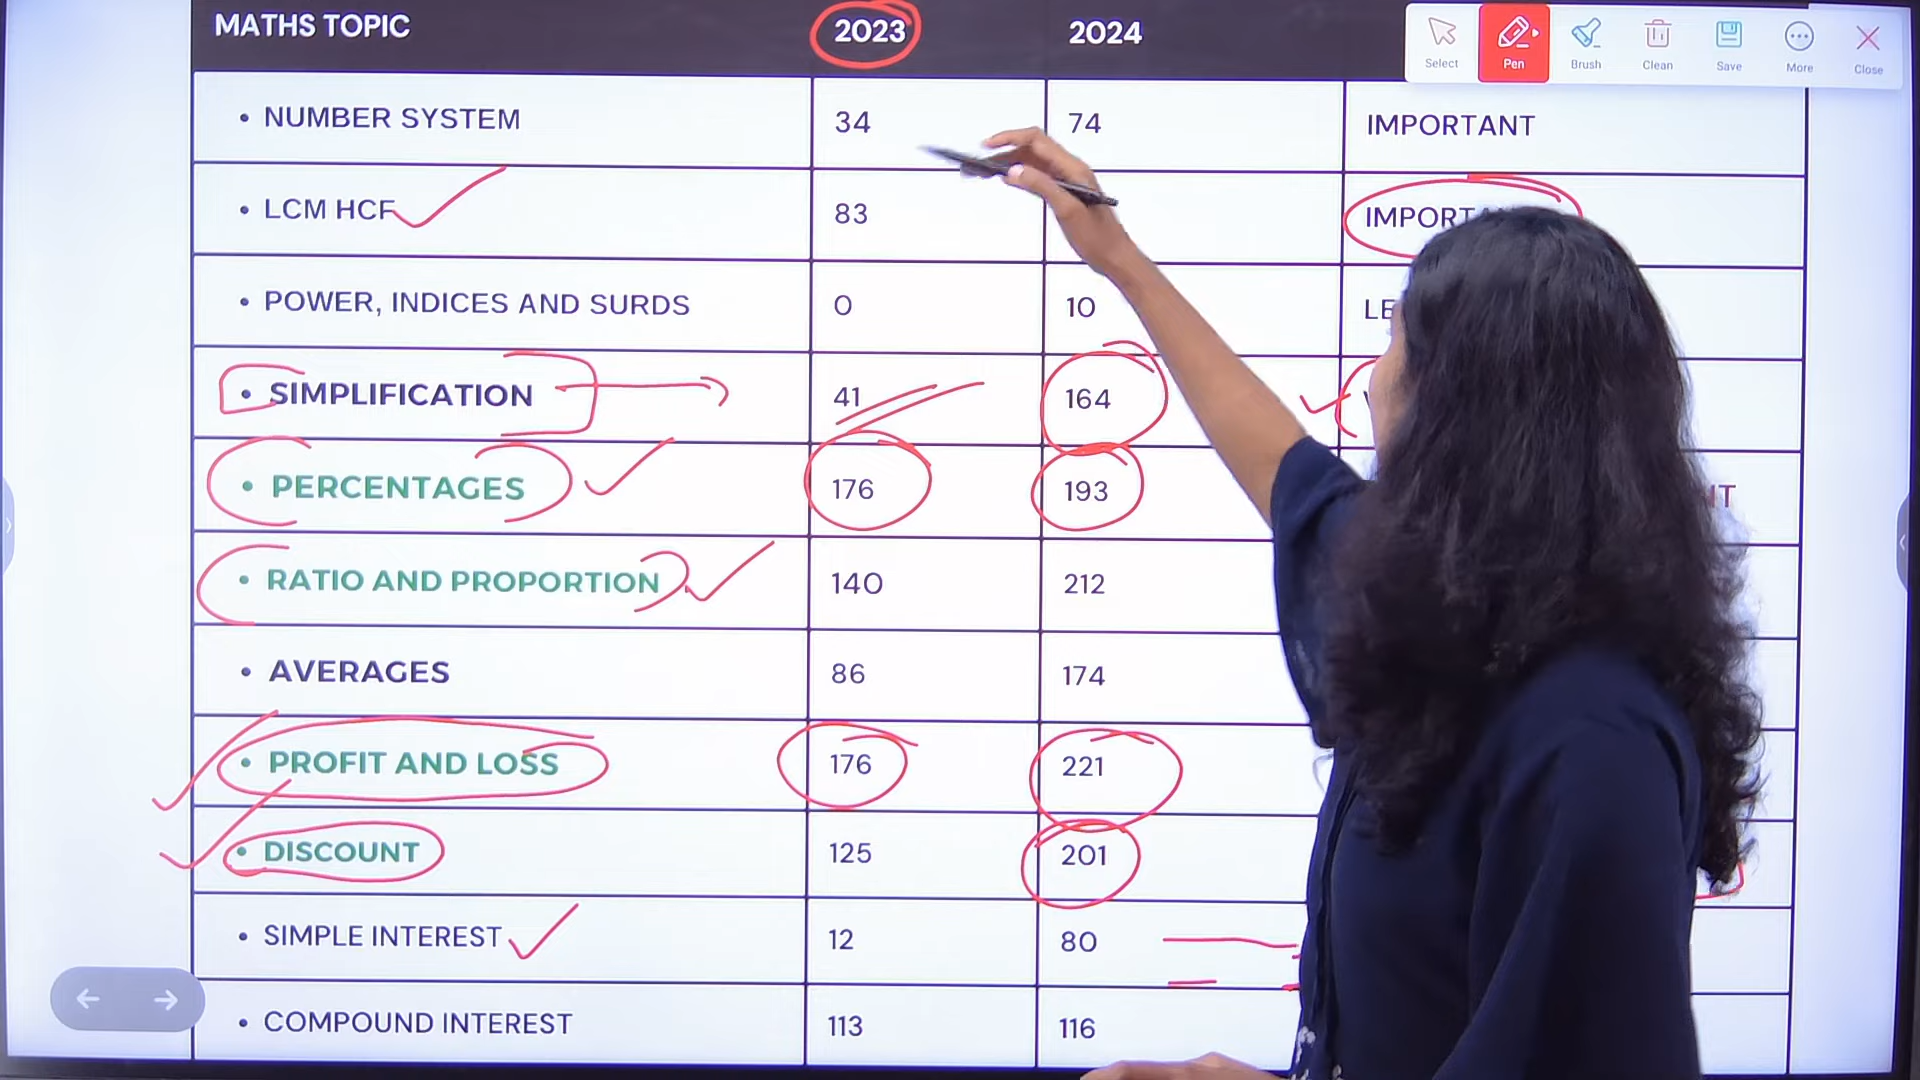 MATHS TOPIC 2023 2024
Select Pen Brush Clean Save More Close
• NUMBER SYSTEM 34 74 IMPORTANT
• LCM HCF 83
• POWER, INDICES AND SURDS 0 10
• SIMPLIFICATION 41 164
• PERCENTAGES 176 193
• RATIO AND PROPORTION 140 212
• AVERAGES 86 174
• PROFIT AND LOSS 176 221
• DISCOUNT 125 201
• SIMPLE INTEREST 12 80
• COMPOUND INTEREST 113 116